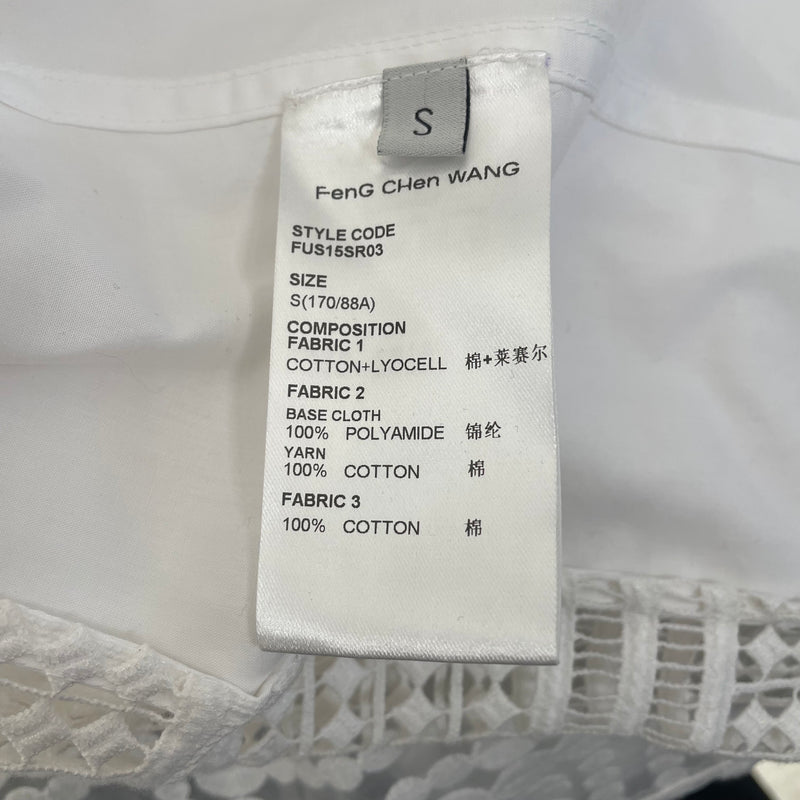 S
FenG CHen WANG
STYLE CODE
FUS15SR03
SIZE
S(170/88A)
COMPOSITION
FABRIC 1
COTTON+LYOCELL 棉+莱赛尔
FABRIC 2
BASE CLOTH
100% POLYAMIDE 锦纶
YARN
100% COTTON 棉
FABRIC 3
100% COTTON 棉